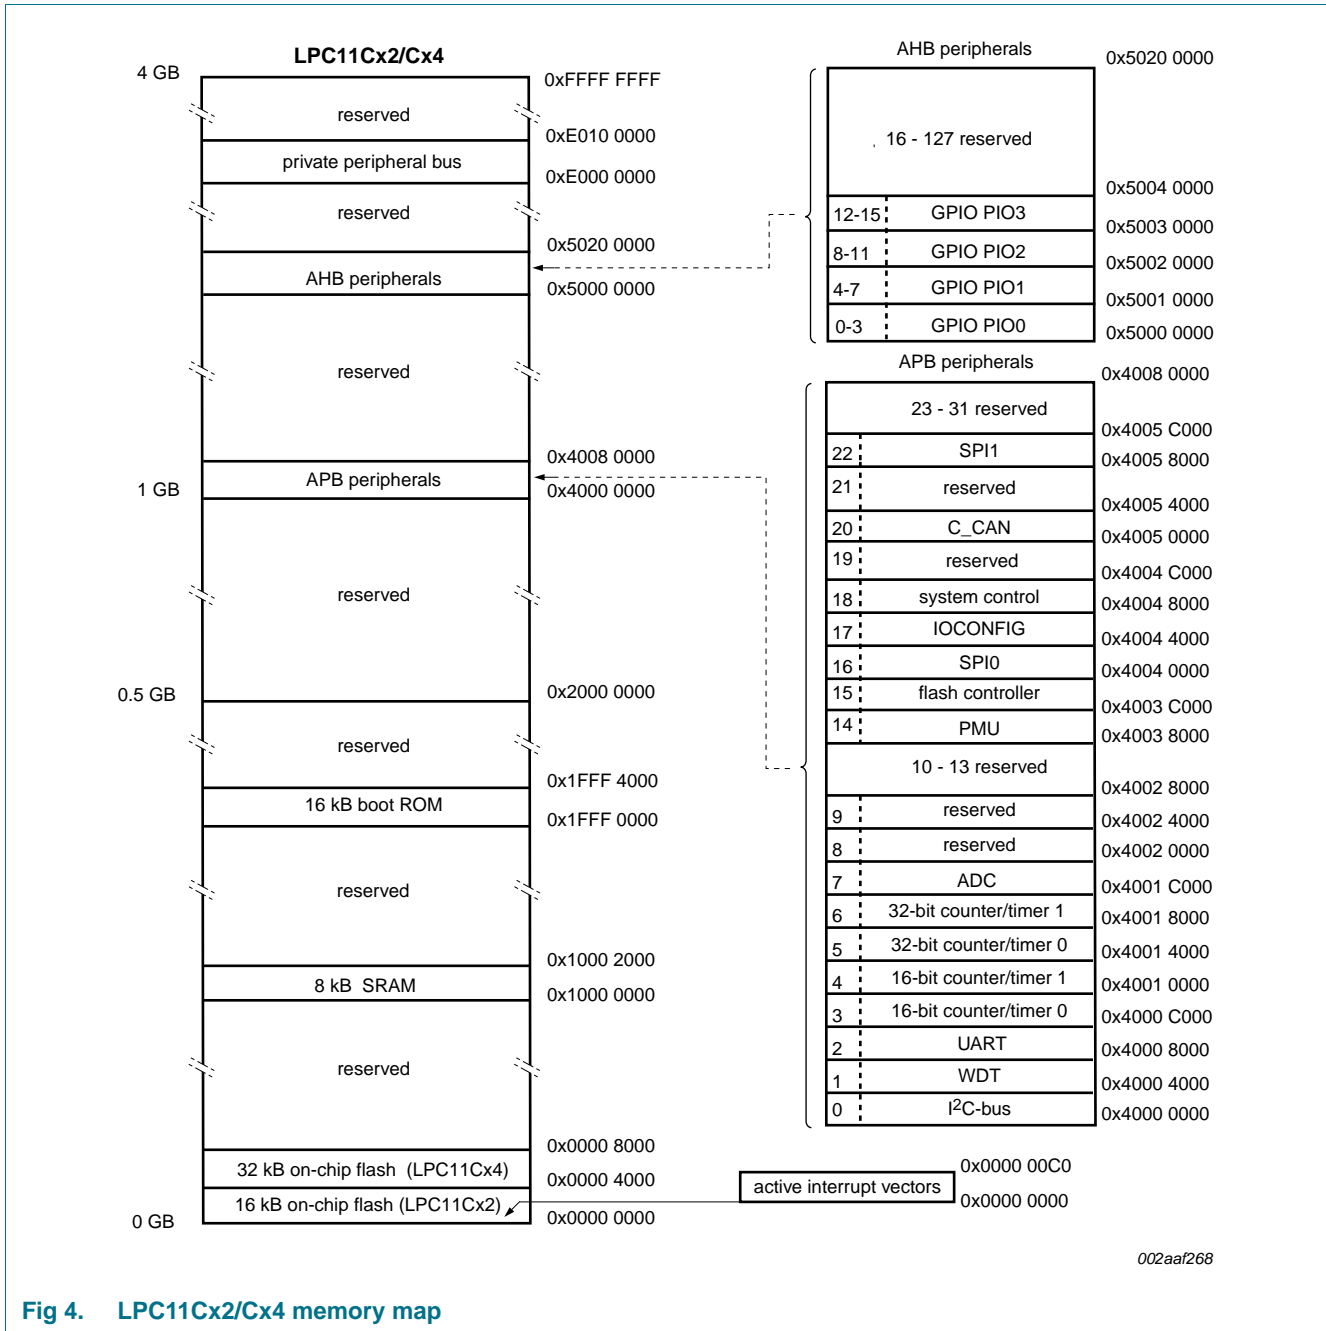 LPC11Cx2/Cx4
4 GB
0xFFFF FFFF
reserved
0xE010 0000
private peripheral bus
0xE000 0000
reserved
0x5020 0000
AHB peripherals
0x5000 0000
reserved
0x4008 0000
APB peripherals
1 GB
0x4000 0000
reserved
0.5 GB
0x2000 0000
reserved
0x1FFF 4000
16 kB boot ROM
0x1FFF 0000
reserved
0x1000 2000
8 kB SRAM
0x1000 0000
reserved
0x0000 8000
32 kB on-chip flash (LPC11Cx4)
0x0000 4000
16 kB on-chip flash (LPC11Cx2)
0 GB
0x0000 0000
AHB peripherals
0x5020 0000
16 - 127 reserved
0x5004 0000
12-15 GPIO PIO3
0x5003 0000
8-11 GPIO PIO2
0x5002 0000
4-7 GPIO PIO1
0x5001 0000
0-3 GPIO PIO0
0x5000 0000
APB peripherals
0x4008 0000
23 - 31 reserved
0x4005 C000
22 SPI1
0x4005 8000
21 reserved
0x4005 4000
20 C_CAN
0x4005 0000
19 reserved
0x4004 C000
18 system control
0x4004 8000
17 IOCONFIG
0x4004 4000
16 SPI0
0x4004 0000
15 flash controller
0x4003 C000
14 PMU
0x4003 8000
10 - 13 reserved
0x4002 8000
9 reserved
0x4002 4000
8 reserved
0x4002 0000
7 ADC
0x4001 C000
6 32-bit counter/timer 1
0x4001 8000
5 32-bit counter/timer 0
0x4001 4000
4 16-bit counter/timer 1
0x4001 0000
3 16-bit counter/timer 0
0x4000 C000
2 UART
0x4000 8000
1 WDT
0x4000 4000
0 I2C-bus
0x4000 0000
0x0000 00C0
active interrupt vectors
0x0000 0000
002aaf268
Fig 4. LPC11Cx2/Cx4 memory map